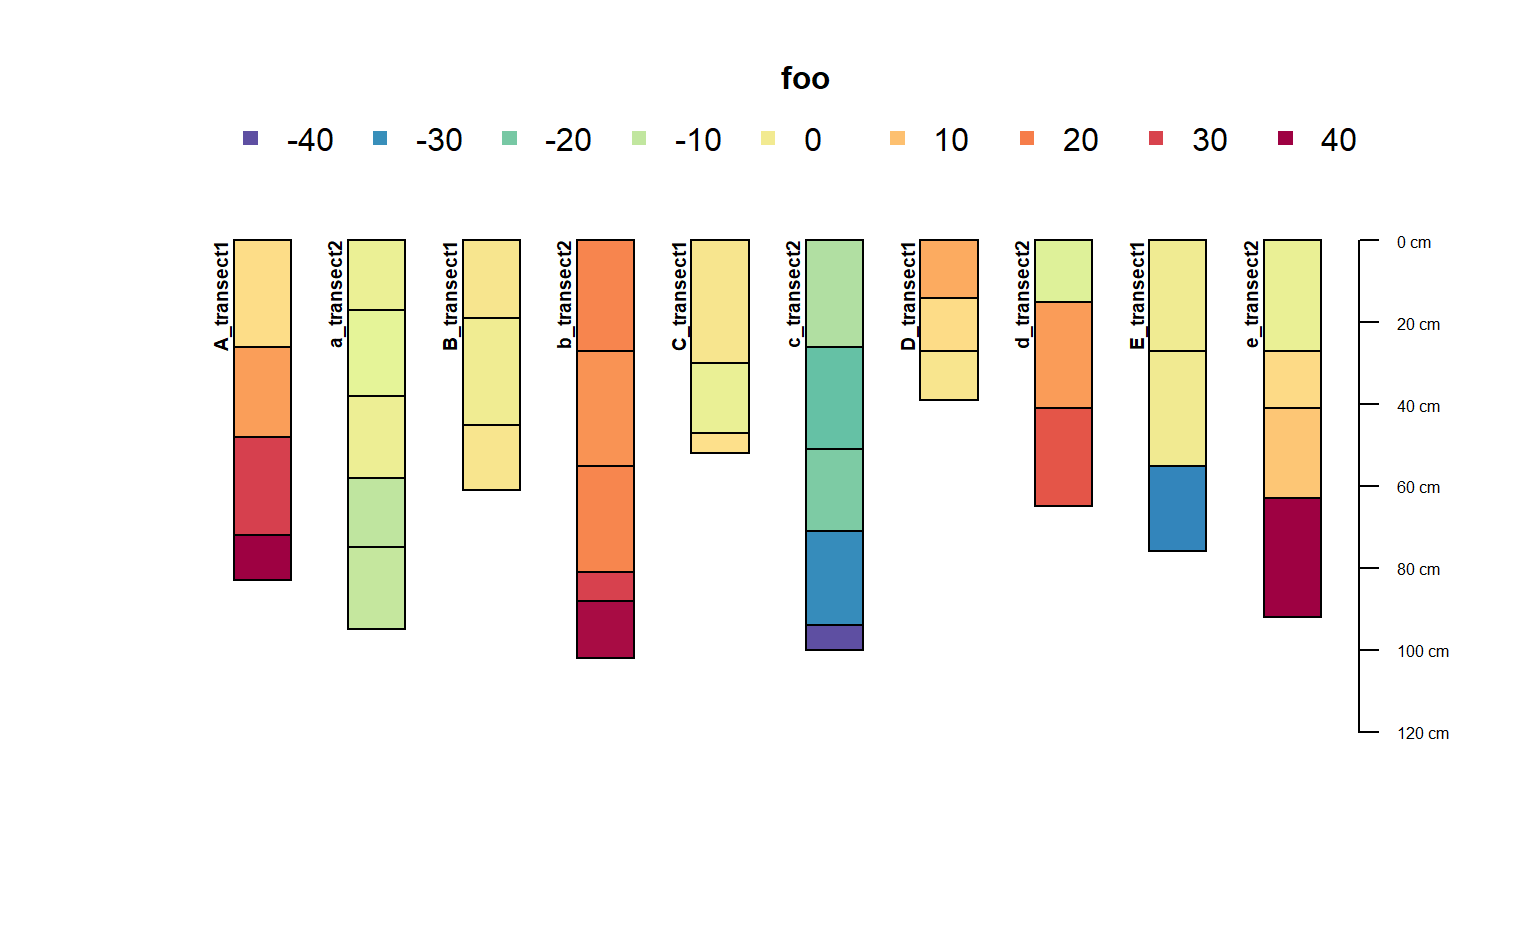 foo
-40 -30 -20 -10 0 10 20 30 40
A_transect1
a_transect2
B_transect1
b_transect2
C_transect1
c_transect2
D_transect1
d_transect2
E_transect1
e_transect2
0 cm
20 cm
40 cm
60 cm
80 cm
100 cm
120 cm